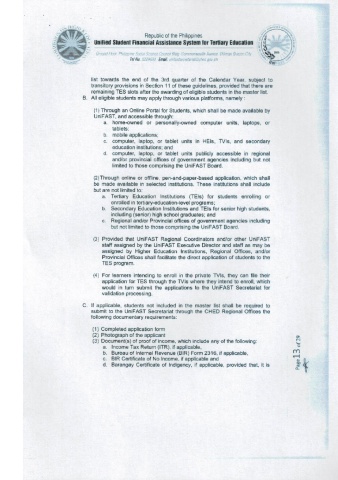 Republic of the Philippines
Unified Student Financial Assistance System for Tertiary Education
list towards the end of the 3rd quarter of the Calendar Year, subject to
transitory provisions in Section 11 of these guidelines, provided that there are
remaining TES slots after the awarding of eligible students in the master list.
B. All eligible students may apply through various platforms, namely:
(1) Through an Online Portal for Students, which shall be made available by
UniFAST, and accessible through:
a. home-owned or personally-owned computer units, laptops, or
tablets;
b. mobile applications;
c. computer, laptop, or tablet units in HEIs, TVIs, and secondary
education institutions; and
d. computer, laptop, or tablet units publicly accessible in regional
and/or provincial offices of government agencies including but not
limited to those comprising the UniFAST Board.
(2) Through online or offline, pen-and-paper-based application, which shall
be made available in selected institutions. These institutions shall include
but are not limited to:
a. Tertiary Education Institutions (TEIs) for students enrolling or
enrolled in tertiary-education-level programs;
b. Secondary Education Institutions and TEIs for senior high students,
including (senior) high school graduates; and
c. Regional and/or Provincial offices of government agencies including
but not limited to those comprising the UniFAST Board.
(3) Provided that UniFAST Regional Coordinators and/or other UniFAST
staff assigned by the UniFAST Executive Director and staff as may be
assigned by Higher Education Institutions, Regional Offices, and/or
Provincial Offices shall facilitate the direct application of students to the
TES program.
(4) For learners intending to enroll in the private TVIs, they can file their
application for TES through the TVIs where they intend to enroll, which
would in turn submit the applications to the UniFAST Secretariat for
validation processing.
C. If applicable, students not included in the master list shall be required to
submit to the UniFAST Secretariat through the CHED Regional Offices the
following documentary requirements:
(1) Completed application form
(2) Photograph of the applicant
(3) Document(s) of proof of income, which include any of the following:
a. Income Tax Return (ITR), if applicable,
b. Bureau of Internal Revenue (BIR) Form 2316, if applicable,
c. BIR Certificate of No Income, if applicable and
d. Barangay Certificate of Indigency, if applicable, provided that, it is
Page 13 of 29